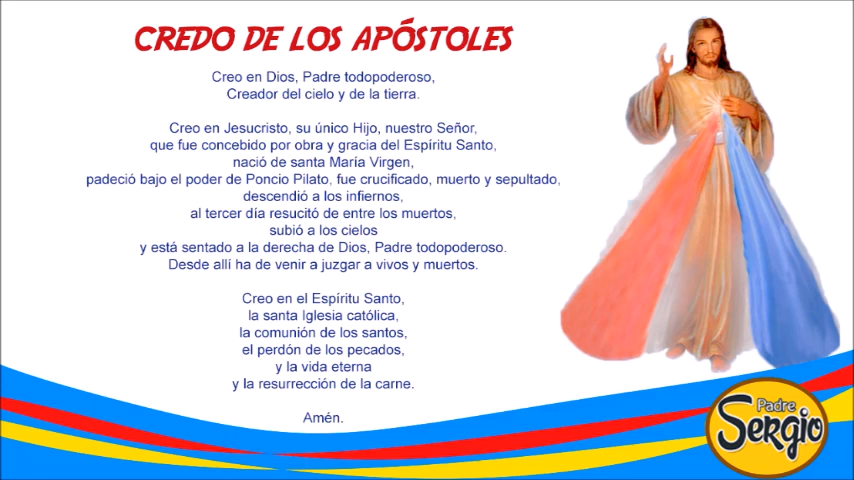 CREDO DE LOS APÓSTOLES
Creo en Dios, Padre todopoderoso,
Creador del cielo y de la tierra.
Creo en Jesucristo, su único Hijo, nuestro Señor,
que fue concebido por obra y gracia del Espíritu Santo,
nació de santa María Virgen,
padeció bajo el poder de Poncio Pilato, fue crucificado, muerto y sepultado,
descendió a los infiernos,
al tercer día resucitó de entre los muertos,
subió a los cielos
y está sentado a la derecha de Dios, Padre todopoderoso.
Desde allí ha de venir a juzgar a vivos y muertos.
Creo en el Espíritu Santo,
la santa Iglesia católica,
la comunión de los santos,
el perdón de los pecados,
y la vida eterna
y la resurrección de la carne.
Amén.
Padre
Sergio